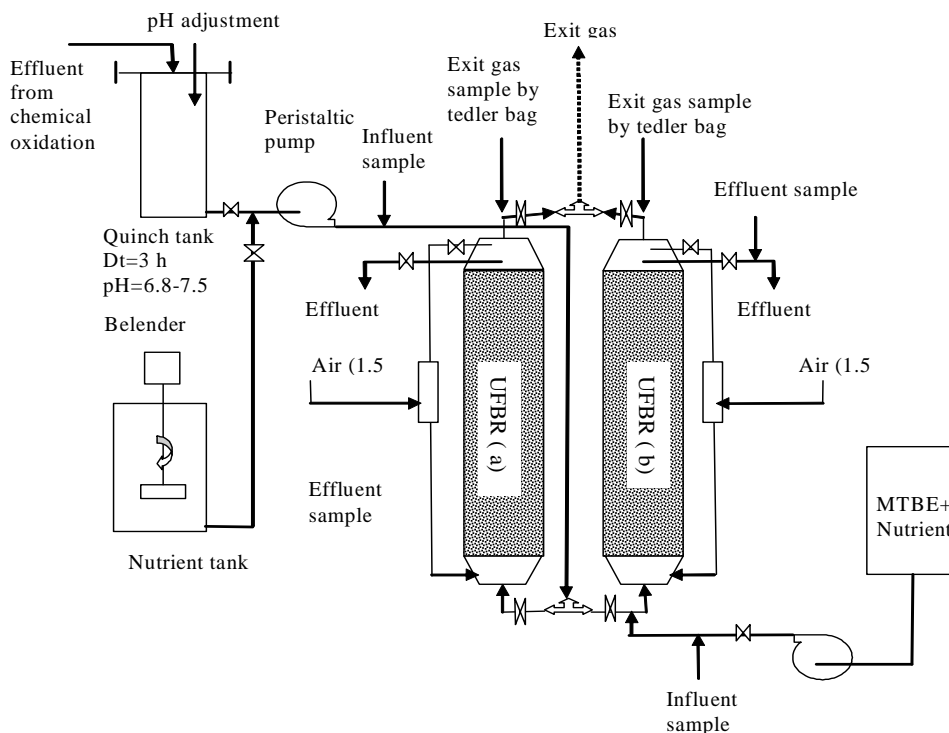 pH adjustment
Effluent
from
chemical
oxidation
Exit gas
Exit gas
sample by
tedler bag
Exit gas sample
by tedler bag
Peristaltic
pump
Influent
sample
Effluent sample
Quinch tank
Dt=3 h
pH=6.8-7.5
Effluent
Effluent
Belender
Air (1.5
Air (1.5
UFBR ( a )
UFBR ( b )
Effluent
sample
MTBE+
Nutrient
Nutrient tank
Influent
sample